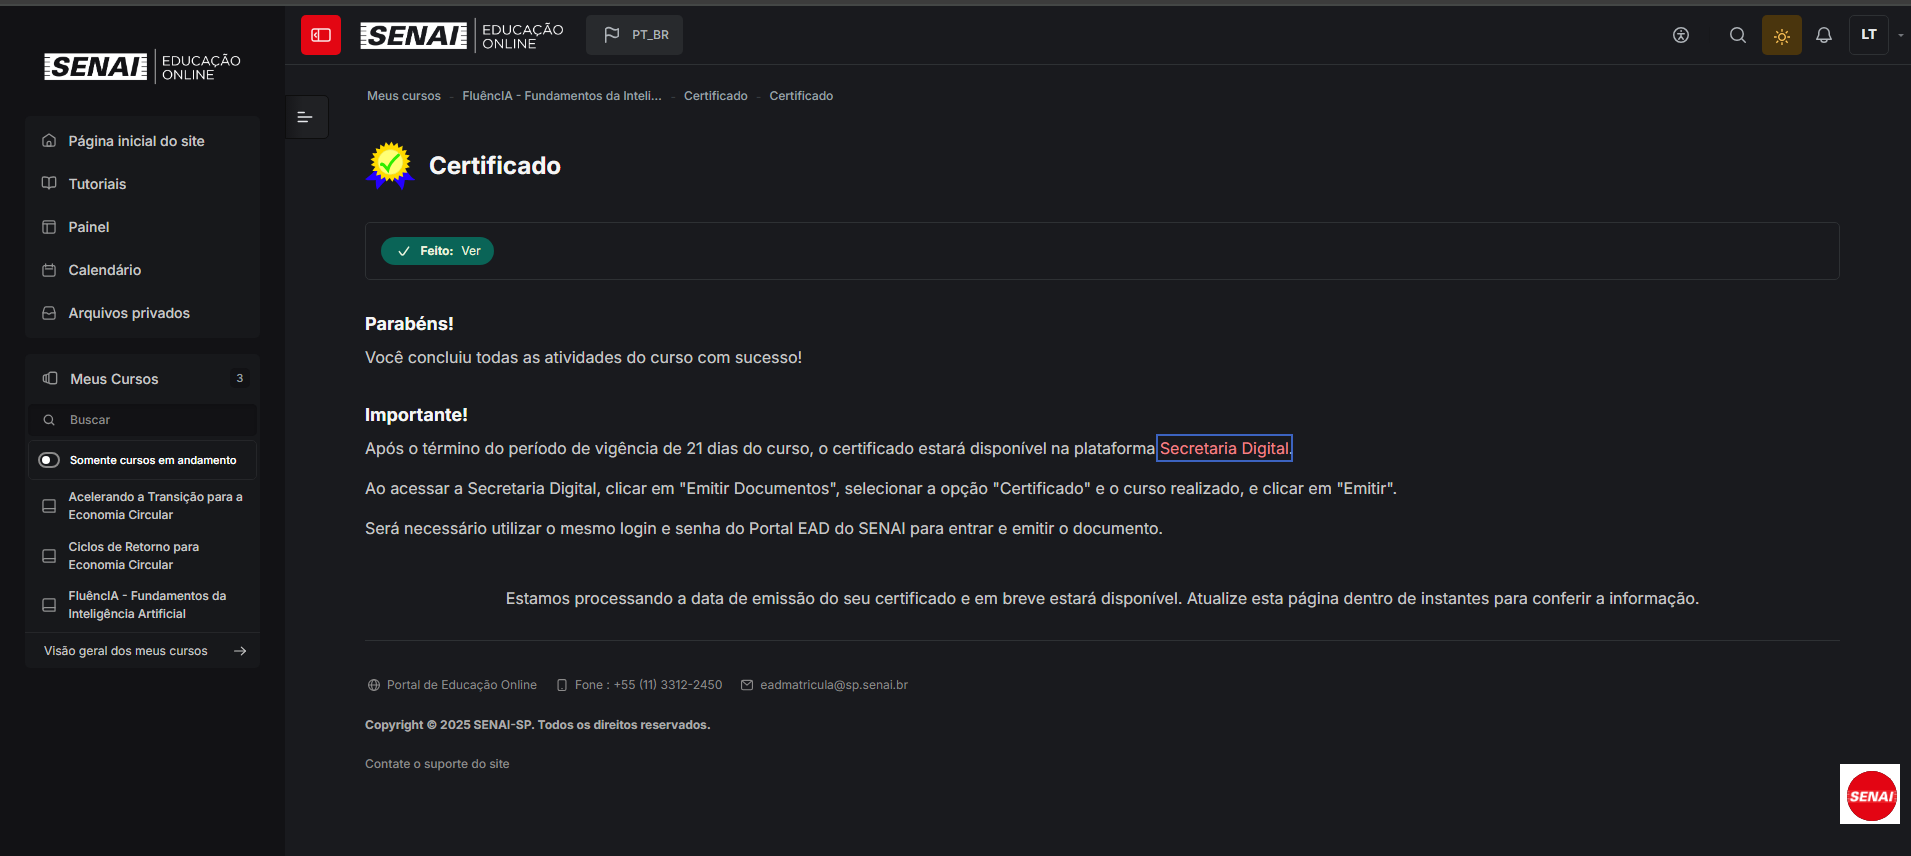 SENAI EDUCAÇÃO ONLINE
Página inicial do site
Tutoriais
Painel
Calendário
Arquivos privados
Meus Cursos 3
Buscar
Somente cursos em andamento
Acelerando a Transição para a
Economia Circular
Ciclos de Retorno para
Economia Circular
FluêncIA - Fundamentos da
Inteligência Artificial
Visão geral dos meus cursos
SENAI EDUCAÇÃO ONLINE PT_BR LT
Meus cursos - FluêncIA - Fundamentos da Inteli... - Certificado - Certificado
Certificado
Feito: Ver
Parabéns!
Você concluiu todas as atividades do curso com sucesso!
Importante!
Após o término do período de vigência de 21 dias do curso, o certificado estará disponível na plataforma Secretaria Digital.
Ao acessar a Secretaria Digital, clicar em "Emitir Documentos", selecionar a opção "Certificado" e o curso realizado, e clicar em "Emitir".
Será necessário utilizar o mesmo login e senha do Portal EAD do SENAI para entrar e emitir o documento.
Estamos processando a data de emissão do seu certificado e em breve estará disponível. Atualize esta página dentro de instantes para conferir a informação.
Portal de Educação Online Fone : +55 (11) 3312-2450 eadmatricula@sp.senai.br
Copyright © 2025 SENAI-SP. Todos os direitos reservados.
Contate o suporte do site
SENAI